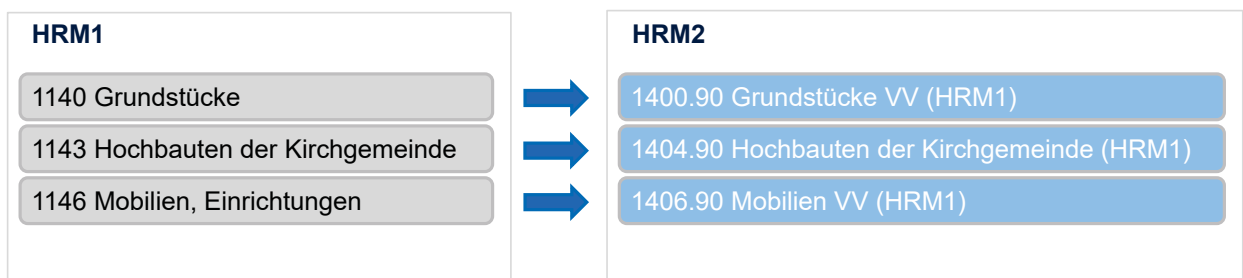 HRM1
HRM2
1140 Grundstücke
1400.90 Grundstücke VV (HRM1)
1143 Hochbauten der Kirchgemeinde
1404.90 Hochbauten der Kirchgemeinde (HRM1)
1146 Mobilien, Einrichtungen
1406.90 Mobilien VV (HRM1)